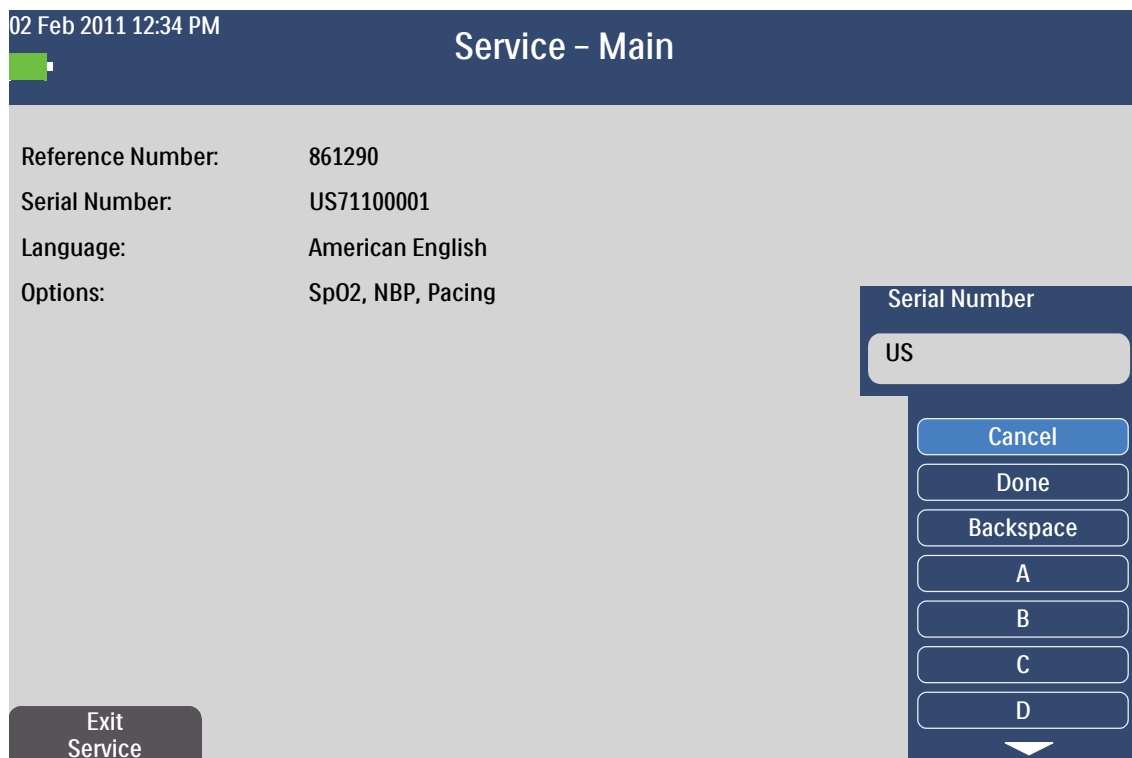 02 Feb 2011 12:34 PM
Service – Main
Reference Number: 861290
Serial Number: US71100001
Language: American English
Options: SpO2, NBP, Pacing
Serial Number
US
Cancel
Done
Backspace
A
B
C
D
Exit
Service